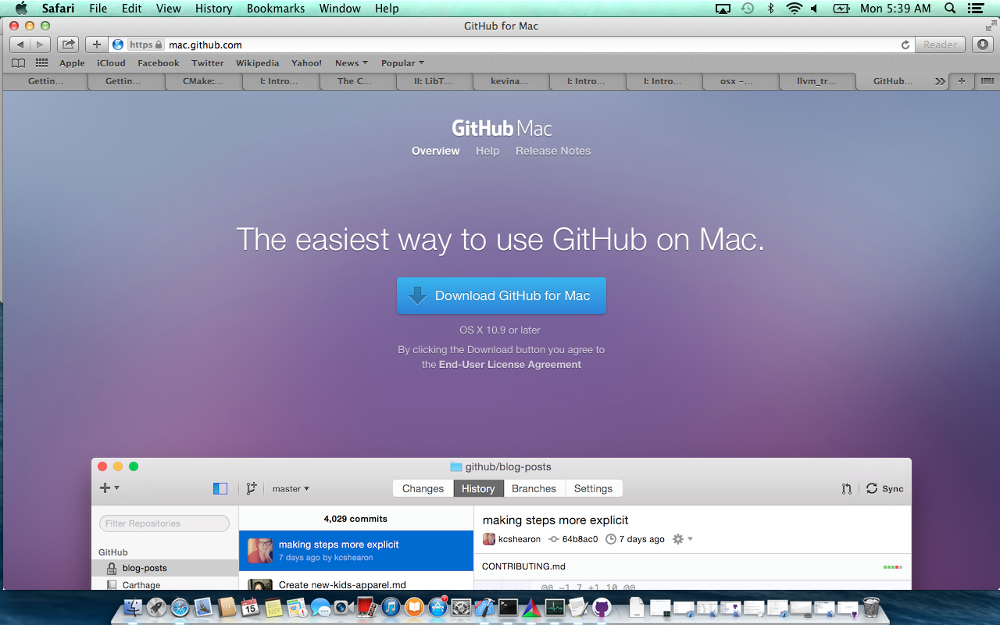 Safari File Edit View History Bookmarks Window Help Mon 5:39 AM
GitHub for Mac
https mac.github.com Reader
Apple iCloud Facebook Twitter Wikipedia Yahoo! News Popular
Gettin... Gettin... CMake:... I: Intro... The C... II: LibT... kevina... I: Intro... I: Intro... osx –... llvm_tr... GitHub...
GitHub Mac
Overview Help Release Notes
The easiest way to use GitHub on Mac.
Download GitHub for Mac
OS X 10.9 or later
By clicking the Download button you agree to
the End-User License Agreement
github/blog-posts
master Changes History Branches Settings Sync
Filter Repositories 4,029 commits making steps more explicit
making steps more explicit kcshearon 64b8ac0 7 days ago
GitHub 7 days ago by kcshearon
blog-posts CONTRIBUTING.md
Carthage Create new-kids-apparel.md @@ -1,7 +1,10 @@
15